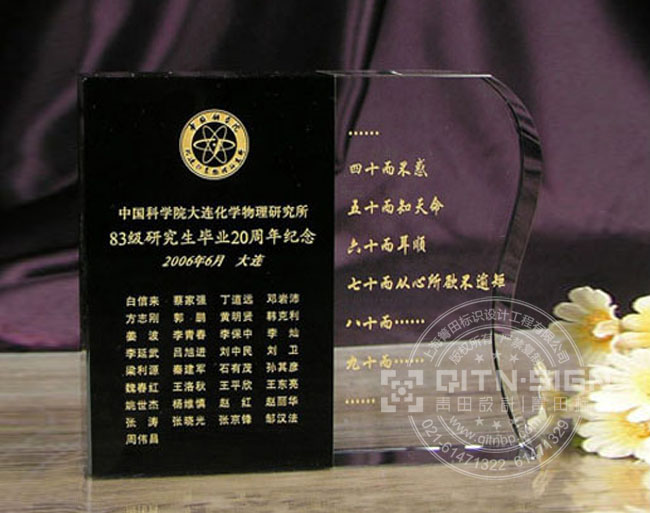 中国科学院大连化学物理研究所
83级研究生毕业20周年纪念
2006年6月 大连
白信来 蔡家强 丁道远 邓岩沛
方志刚 郭鹏 黄明贤 韩克利
姜波 李青春 李保中 李灿
李延武 吕旭进 刘中民 刘卫
梁利源 秦建军 石有茂 孙其彦
魏春红 王洛秋 王平欣 王东亮
姚世杰 杨维慎 赵红 赵丽华
张涛 张晓光 张京锋 邹汉法
周伟昌
……
四十而不惑
五十而知天命
六十而耳顺
七十而从心所欲不逾矩
八十而……
九十而……
……
QITN-SIGN
021-61471322